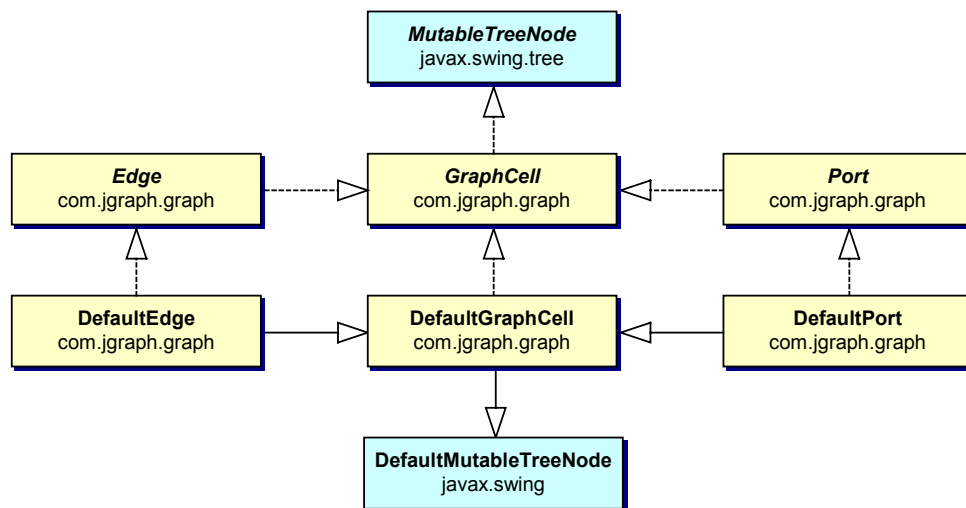 MutableTreeNode
javax.swing.tree
Edge
com.jgraph.graph
GraphCell
com.jgraph.graph
Port
com.jgraph.graph
DefaultEdge
com.jgraph.graph
DefaultGraphCell
com.jgraph.graph
DefaultPort
com.jgraph.graph
DefaultMutableTreeNode
javax.swing